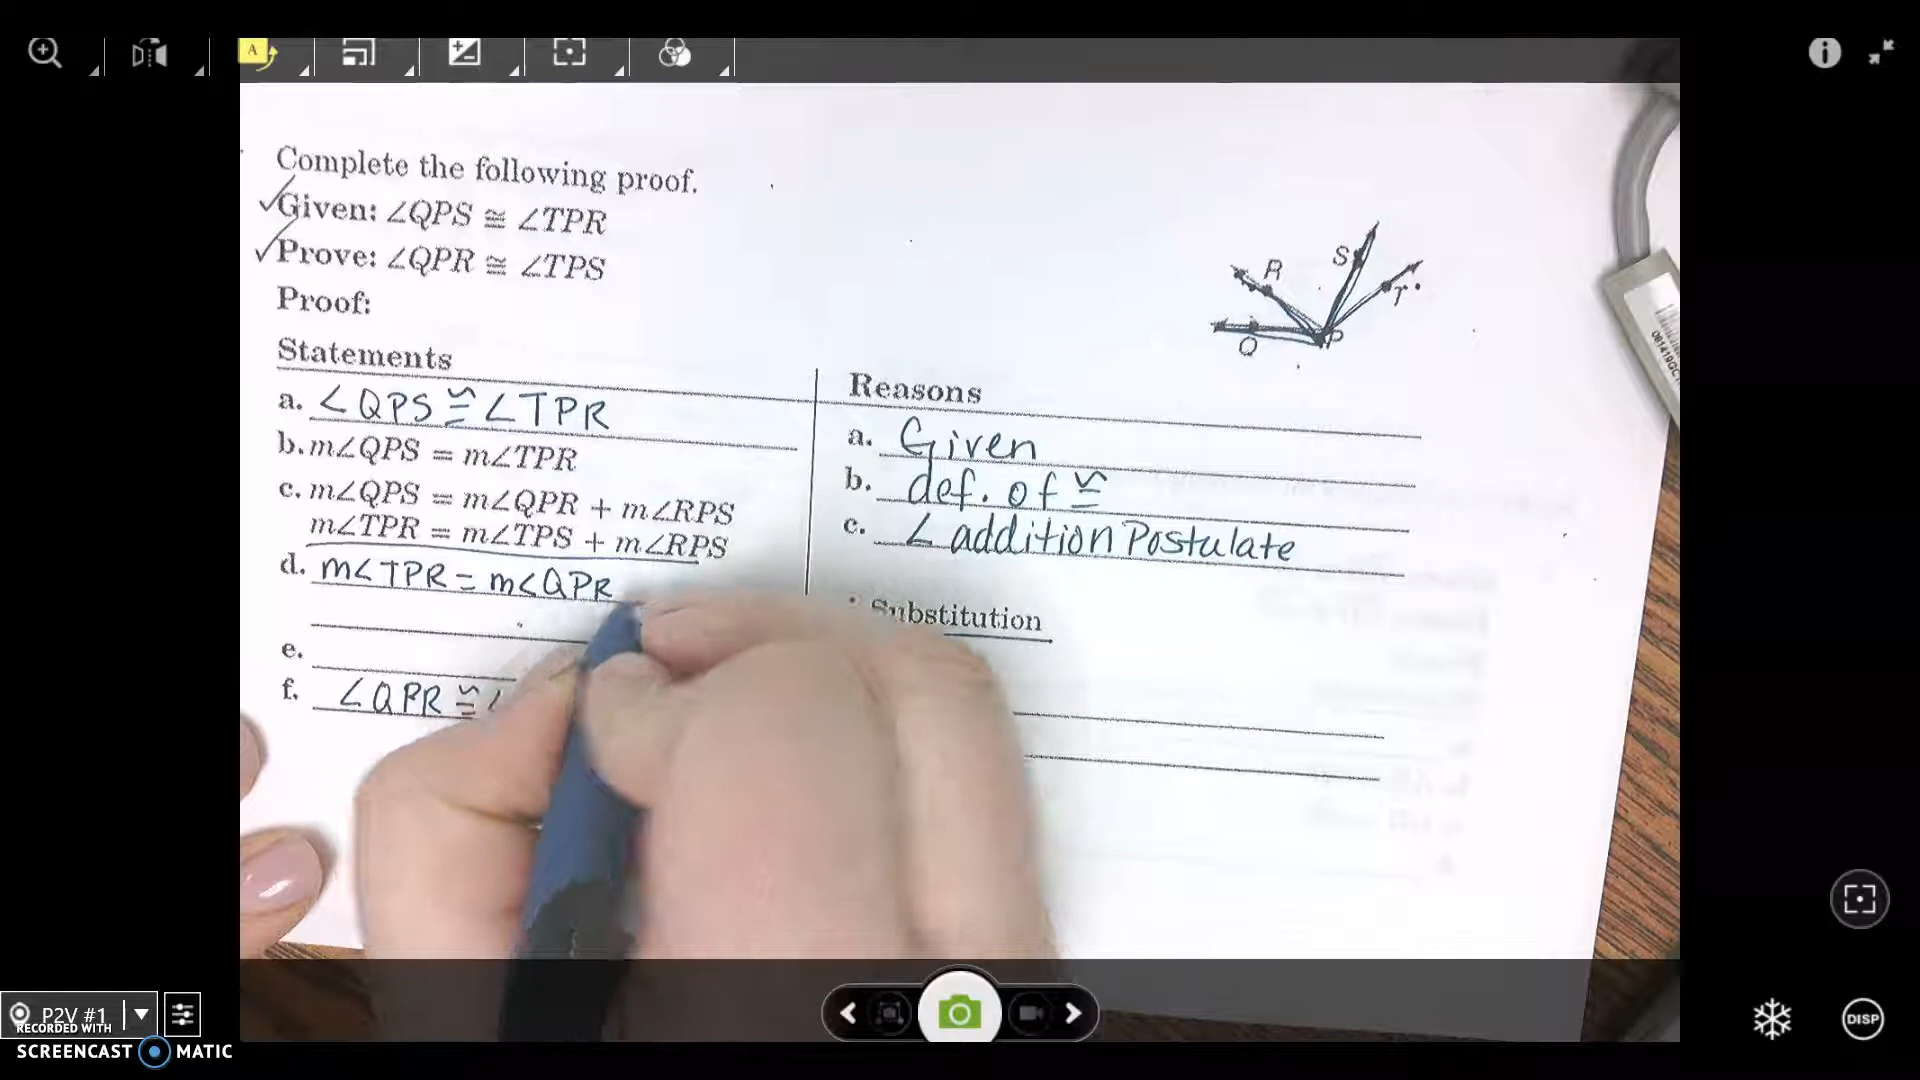 Complete the following proof.
Given: ∠QPS ≅ ∠TPR
Prove: ∠QPR ≅ ∠TPS
Proof:
R
S
T
Q
P
Statements
a. ∠QPS ≅ ∠TPR
b. m∠QPS = m∠TPR
c. m∠QPS = m∠QPR + m∠RPS
m∠TPR = m∠TPS + m∠RPS
d. m∠TPR = m∠QPR
e.
f. ∠QPR ≅ ∠
Reasons
a. Given
b. def. of ≅
c. ∠ addition Postulate
Substitution
P2V #1
RECORDED WITH
SCREENCAST MATIC
DISP
A